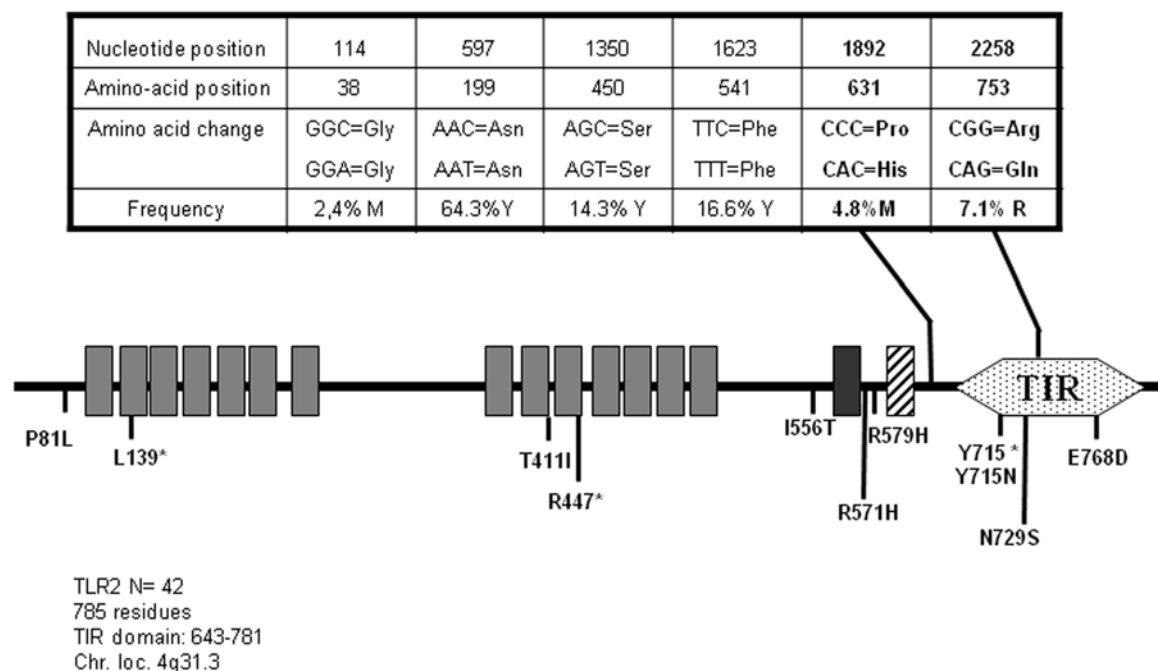 Nucleotide position 114 597 1350 1623 1892 2258
Amino-acid position 38 199 450 541 631 753
Amino acid change GGC=Gly AAC=Asn AGC=Ser TTC=Phe CCC=Pro CGG=Arg
GGA=Gly AAT=Asn AGT=Ser TTT=Phe CAC=His CAG=Gln
Frequency 2,4% M 64.3%Y 14.3% Y 16.6% Y 4.8%M 7.1% R
TIR
P81L
L139*
T411I
R447*
I556T
R579H
R571H
Y715 *
Y715N
E768D
N729S
TLR2 N= 42
785 residues
TIR domain: 643-781
Chr. loc. 4q31.3